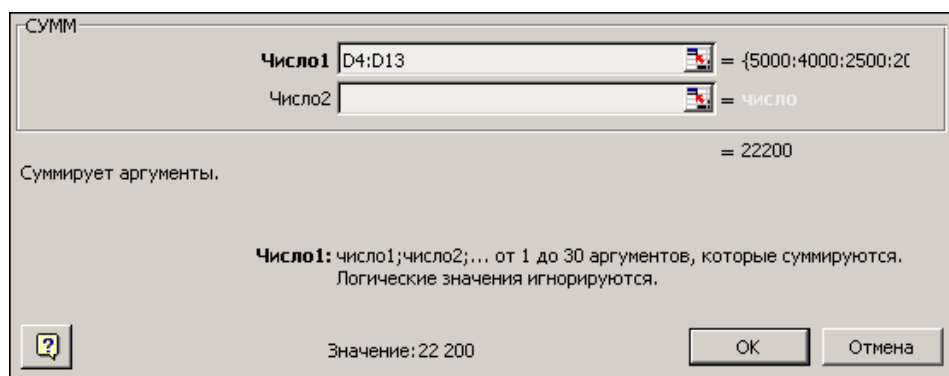 СУММ
Число1 D4:D13 = {5000:4000:2500:20
Число2 = число
= 22200
Суммирует аргументы.
Число1: число1;число2;... от 1 до 30 аргументов, которые суммируются.
Логические значения игнорируются.
Значение:22 200 OK Отмена